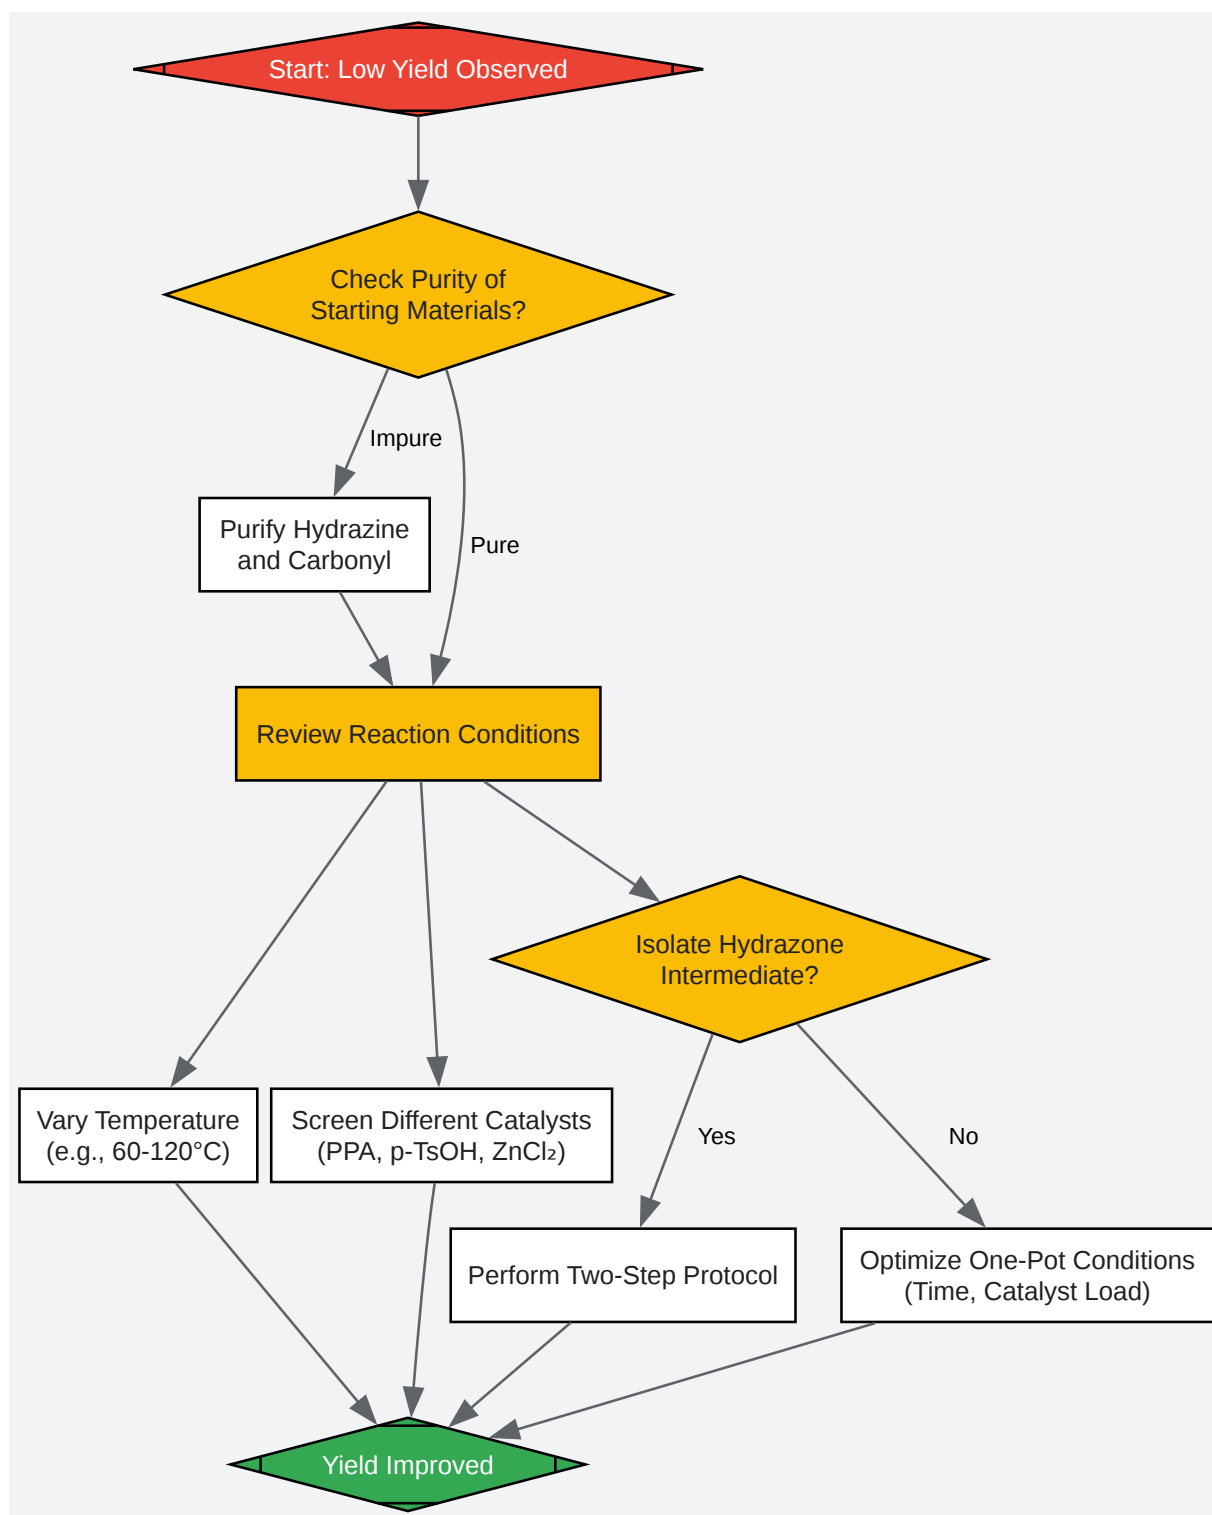 Start: Low Yield Observed
Check Purity of
Starting Materials?
Impure
Purify Hydrazine
and Carbonyl
Pure
Review Reaction Conditions
Isolate Hydrazone
Intermediate?
Vary Temperature
(e.g., 60-120°C)
Screen Different Catalysts
(PPA, p-TsOH, ZnCl₂)
Yes
No
Perform Two-Step Protocol
Optimize One-Pot Conditions
(Time, Catalyst Load)
Yield Improved